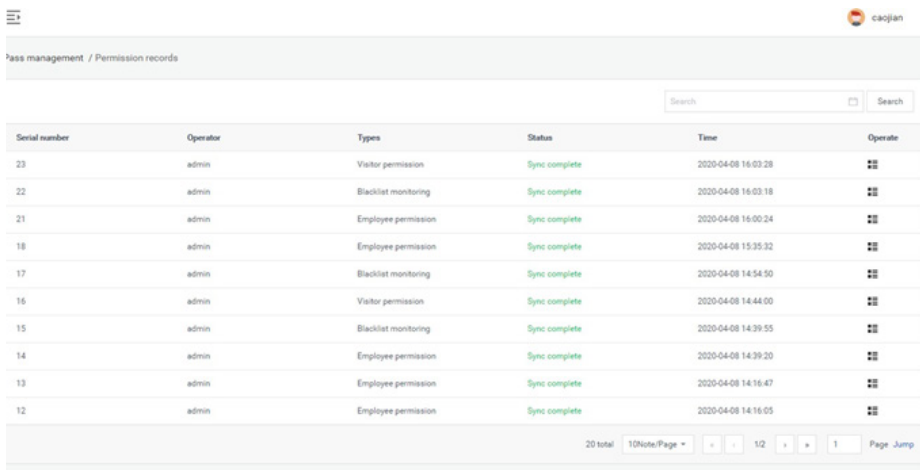 caojian
Pass management / Permission records
Search Search
Serial number Operator Types Status Time Operate
23 admin Visitor permission Sync complete 2020-04-08 16:03:28
22 admin Blacklist monitoring Sync complete 2020-04-08 16:03:18
21 admin Employee permission Sync complete 2020-04-08 16:00:24
18 admin Employee permission Sync complete 2020-04-08 15:35:32
17 admin Blacklist monitoring Sync complete 2020-04-08 14:54:50
16 admin Visitor permission Sync complete 2020-04-08 14:44:00
15 admin Blacklist monitoring Sync complete 2020-04-08 14:39:55
14 admin Employee permission Sync complete 2020-04-08 14:39:20
13 admin Employee permission Sync complete 2020-04-08 14:16:47
12 admin Employee permission Sync complete 2020-04-08 14:16:05
20 total 10Note/Page « ‹ 1/2 › » 1 Page Jump